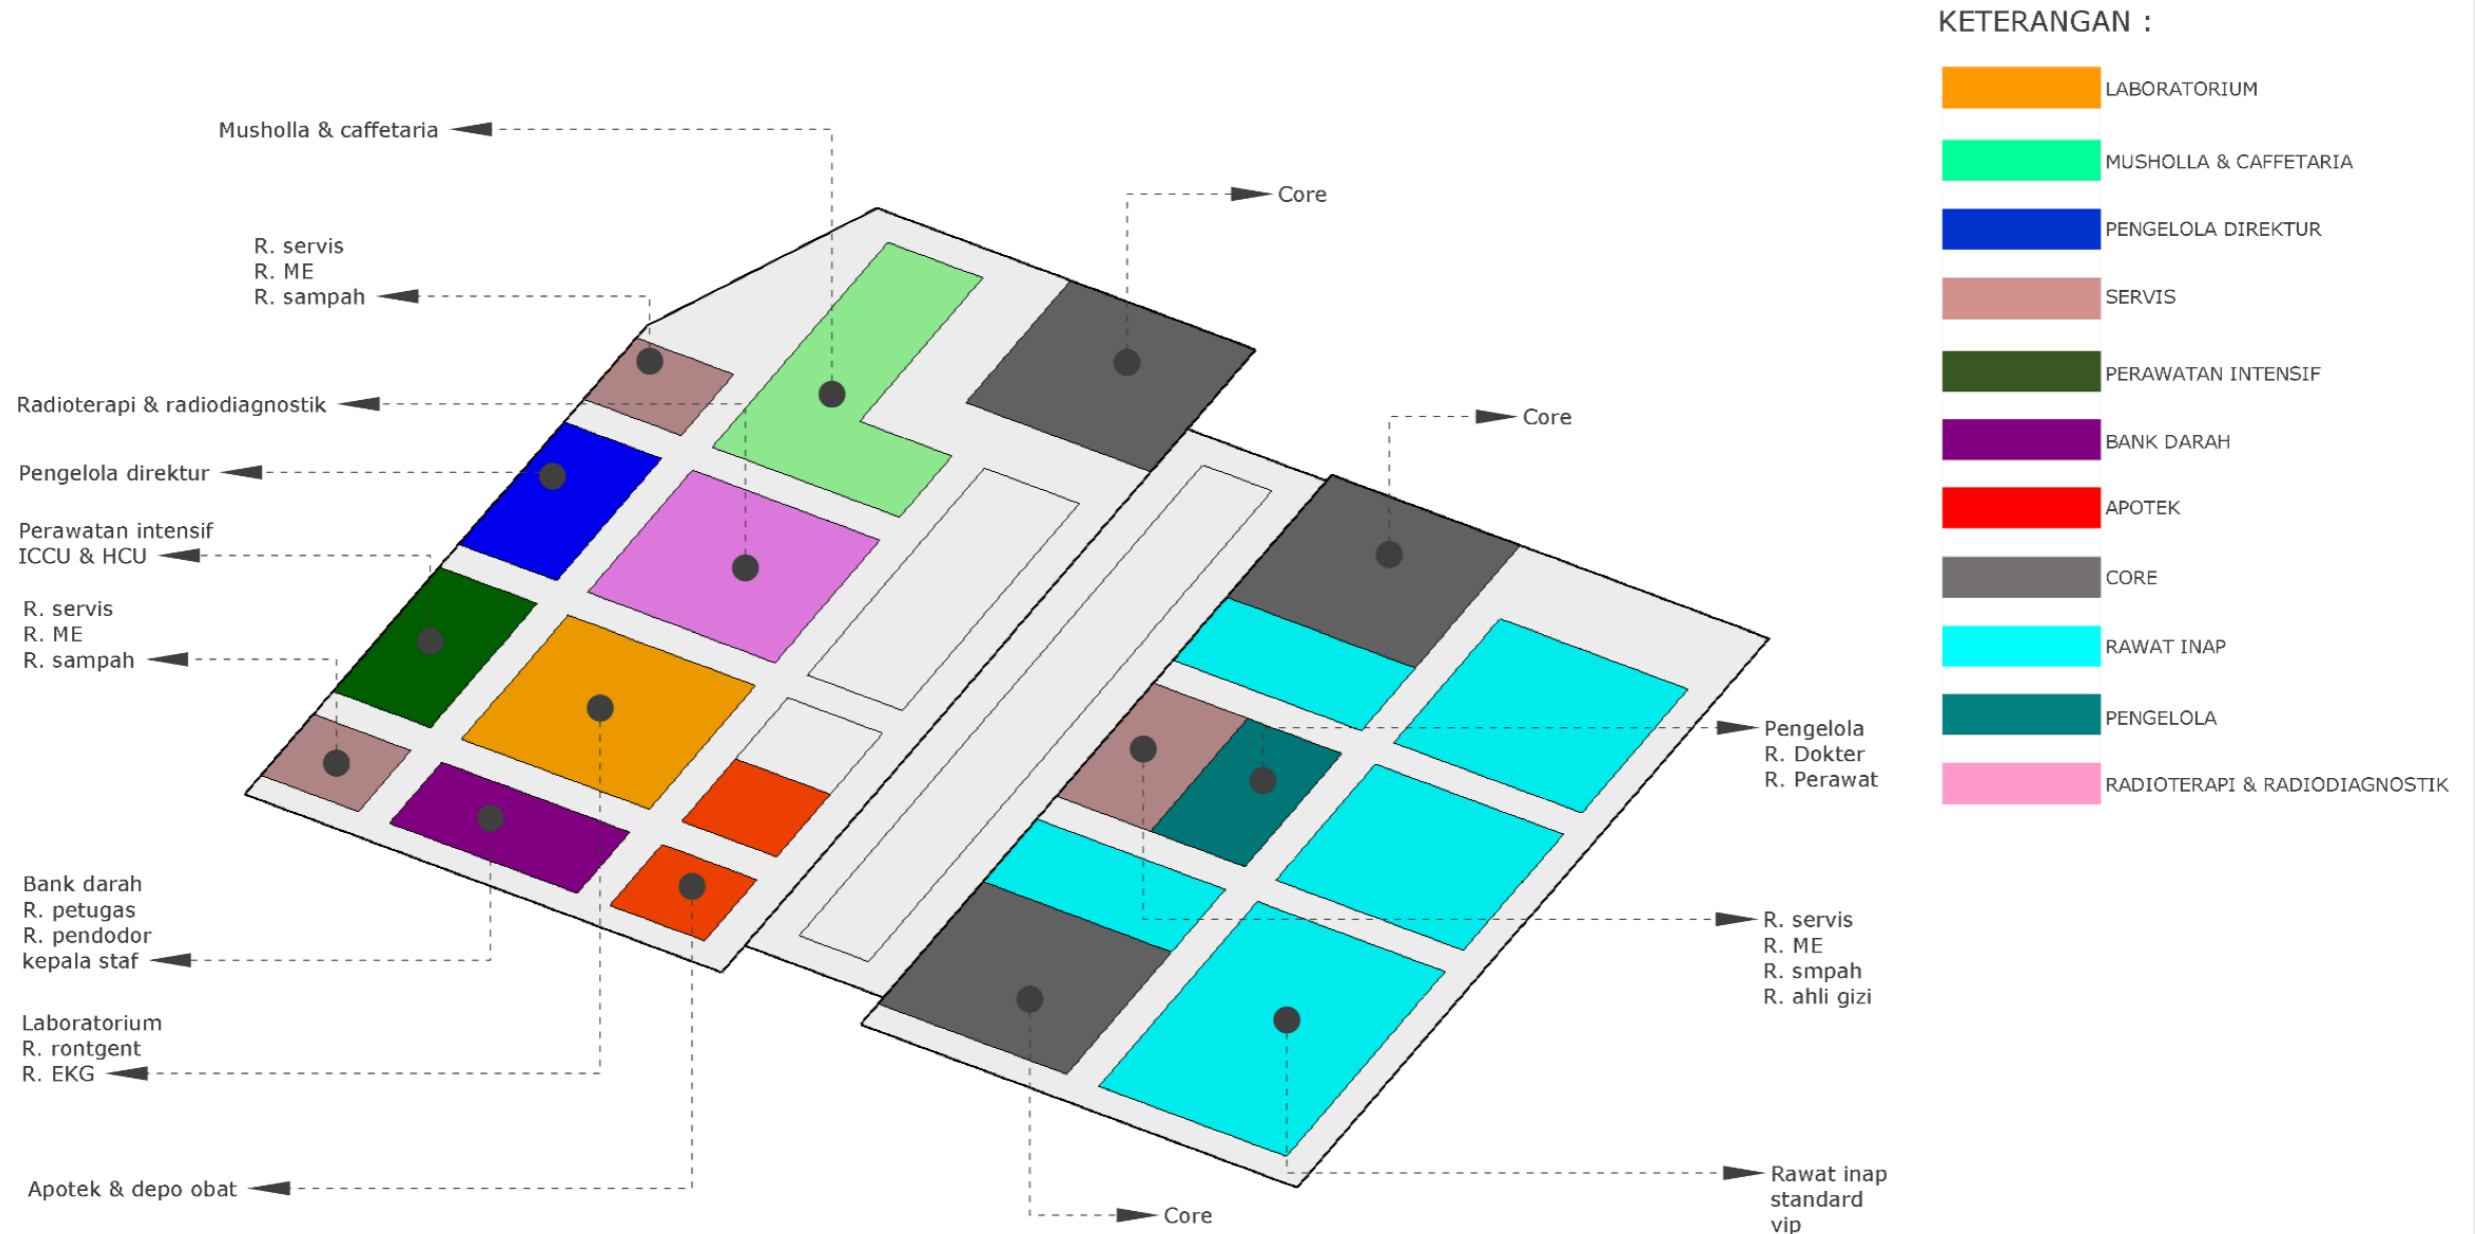 KETERANGAN :
LABORATORIUM
MUSHOLLA & CAFFETARIA
PENGELOLA DIREKTUR
SERVIS
PERAWATAN INTENSIF
BANK DARAH
APOTEK
CORE
RAWAT INAP
PENGELOLA
RADIOTERAPI & RADIODIAGNOSTIK
Musholla & caffetaria
Core
R. servis
R. ME
R. sampah
Radioterapi & radiodiagnostik
Core
Pengelola direktur
Perawatan intensif
ICCU & HCU
R. servis
R. ME
R. sampah
Pengelola
R. Dokter
R. Perawat
Bank darah
R. petugas
R. pendodor
kepala staf
R. servis
R. ME
R. smpah
R. ahli gizi
Laboratorium
R. rontgent
R. EKG
Apotek & depo obat
Core
Rawat inap
standard
vip